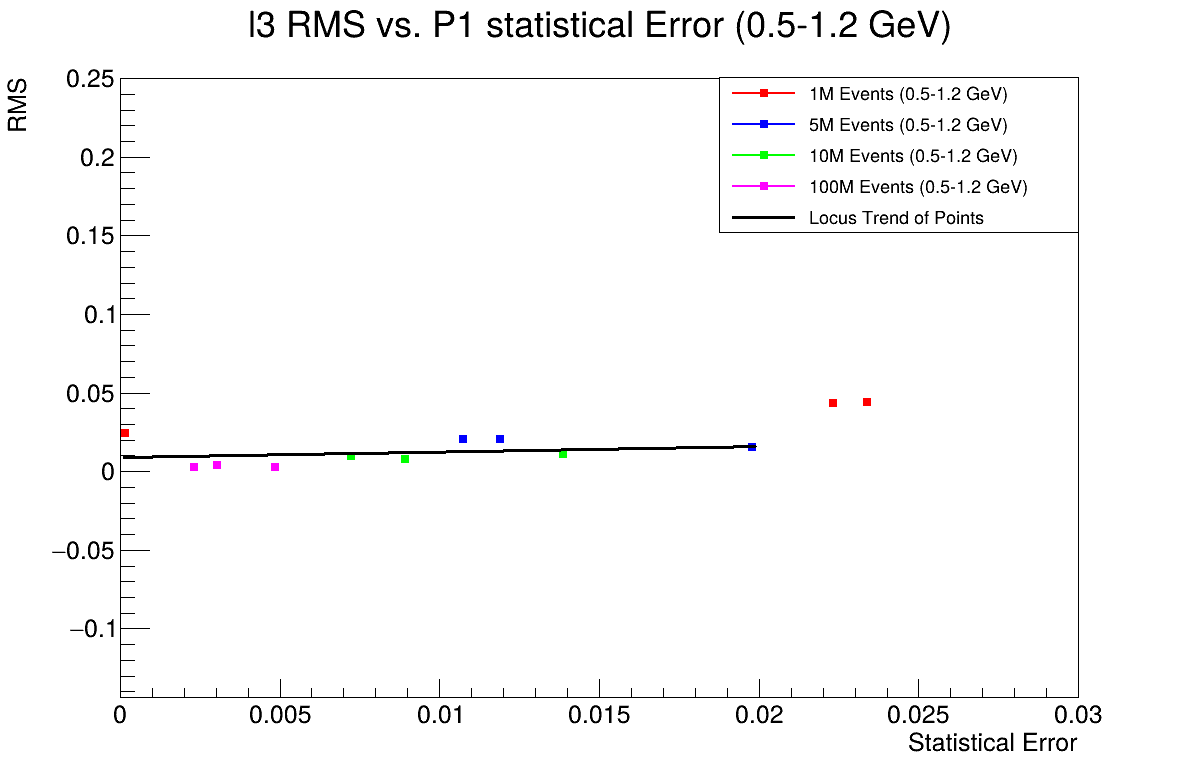 l3 RMS vs. P1 statistical Error (0.5-1.2 GeV)
RMS
0.25
0.2
0.15
0.1
0.05
0
−0.05
−0.1
1M Events (0.5-1.2 GeV)
5M Events (0.5-1.2 GeV)
10M Events (0.5-1.2 GeV)
100M Events (0.5-1.2 GeV)
Locus Trend of Points
0 0.005 0.01 0.015 0.02 0.025 0.03
Statistical Error